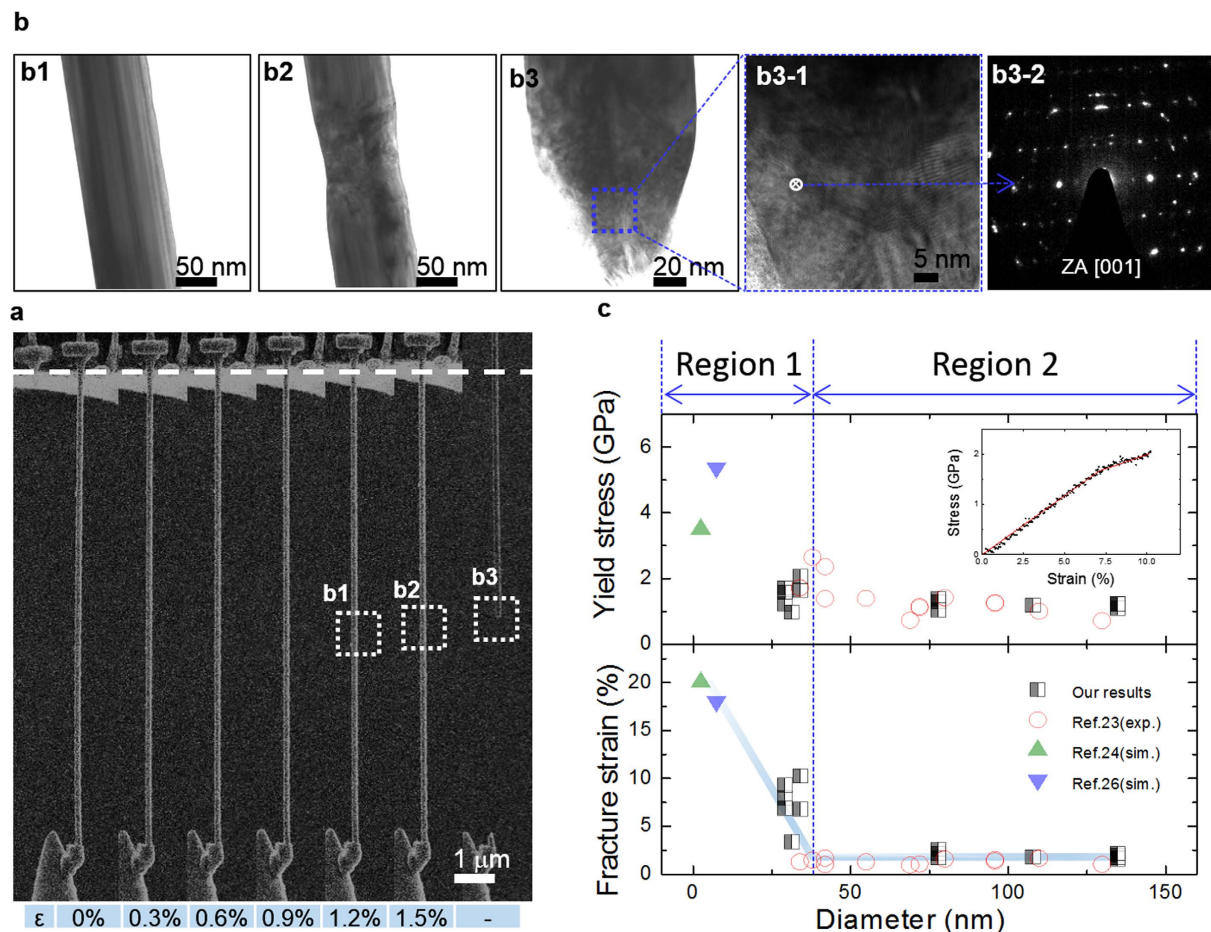 b
b1
50 nm
b2
50 nm
b3
20 nm
b3-1
5 nm
b3-2
ZA [001]
a
b1
b2
b3
1 μm
ε 0% 0.3% 0.6% 0.9% 1.2% 1.5% -
c
Region 1 Region 2
Yield stress (GPa)
6
4
2
0
Stress (GPa)
2
1
0
0.0 2.5 5.0 7.5 10.0
Strain (%)
Fracture strain (%)
20
15
10
5
0
Our results
Ref.23(exp.)
Ref.24(sim.)
Ref.26(sim.)
0 50 100 150
Diameter (nm)